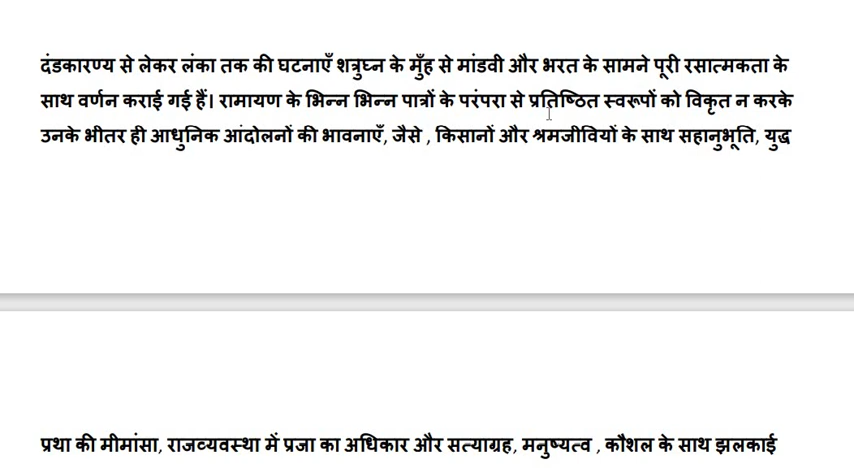 दंडकारण्य से लेकर लंका तक की घटनाएँ शत्रुघ्न के मुँह से मांडवी और भरत के सामने पूरी रसात्मकता के
साथ वर्णन कराई गई हैं। रामायण के भिन्न भिन्न पात्रों के परंपरा से प्रतिष्ठित स्वरूपों को विकृत न करके
उनके भीतर ही आधुनिक आंदोलनों की भावनाएँ, जैसे , किसानों और श्रमजीवियों के साथ सहानुभूति, युद्ध
प्रथा की मीमांसा, राजव्यवस्था में प्रजा का अधिकार और सत्याग्रह, मनुष्यत्व , कौशल के साथ झलकाई